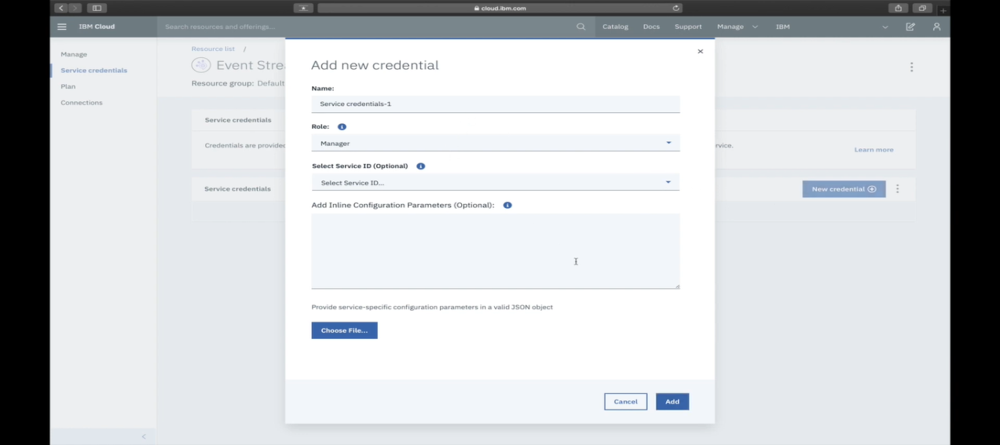 cloud.ibm.com
IBM Cloud
Search resources and offerings...
Catalog
Docs
Support
Manage
IBM
Manage
Service credentials
Plan
Connections
Resource list /
Event Stre
Resource group: Default
Service credentials
Credentials are provided
rvice.
Learn more
Service credentials
New credential
Add new credential
Name:
Service credentials-1
Role:
Manager
Select Service ID (Optional)
Select Service ID...
Add Inline Configuration Parameters (Optional):
Provide service-specific configuration parameters in a valid JSON object
Choose File...
Cancel
Add